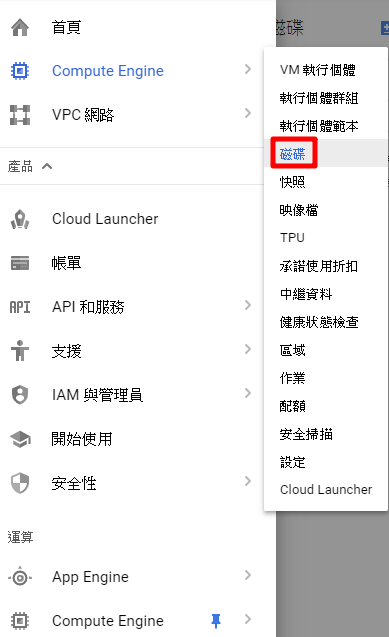 首頁
Compute Engine
VPC 網路
產品
Cloud Launcher
帳單
API API 和服務
支援
IAM 與管理員
開始使用
安全性
運算
App Engine
Compute Engine
磁碟
VM 執行個體
執行個體群組
執行個體範本
磁碟
快照
映像檔
TPU
承諾使用折扣
中繼資料
健康狀態檢查
區域
作業
配額
安全掃描
設定
Cloud Launcher